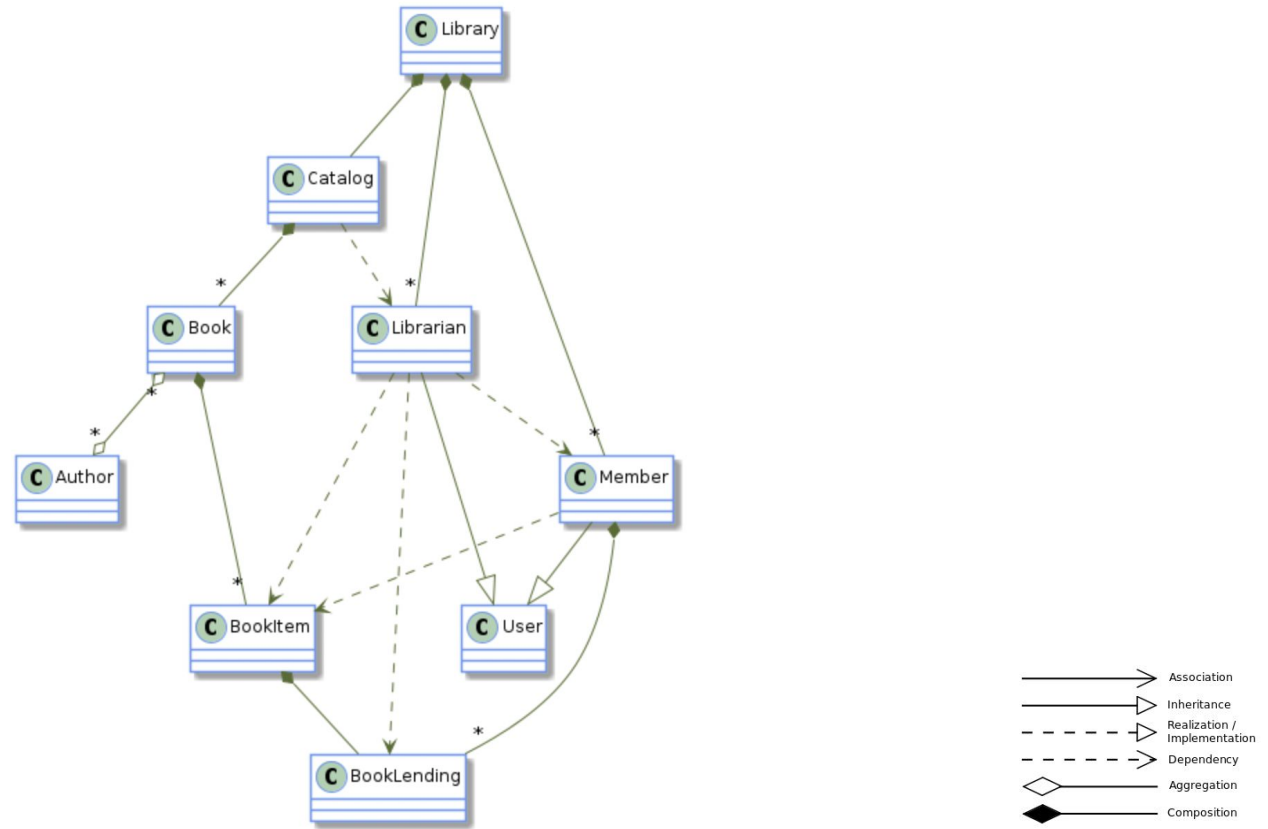 C Library
C Catalog
*
*
C Book
C Librarian
*
*
*
C Author
C Member
*
C BookItem
C User
*
C BookLending
Association
Inheritance
Realization /
Implementation
Dependency
Aggregation
Composition